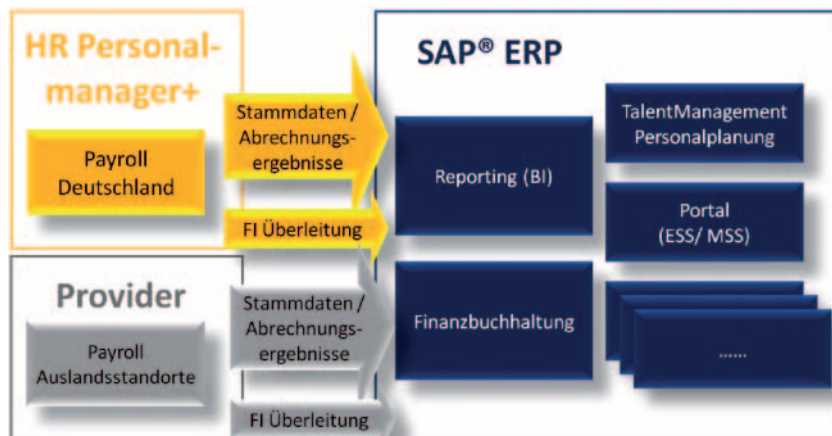 HR Personal-
manager+
Payroll
Deutschland
Stammdaten /
Abrechnungs-
ergebnisse
FI Überleitung
Provider
Payroll
Auslandsstandorte
Stammdaten /
Abrechnungs-
ergebnisse
FI Überleitung
SAP® ERP
Reporting (BI)
Finanzbuchhaltung
TalentManagement
Personalplanung
Portal
(ESS/ MSS)
......